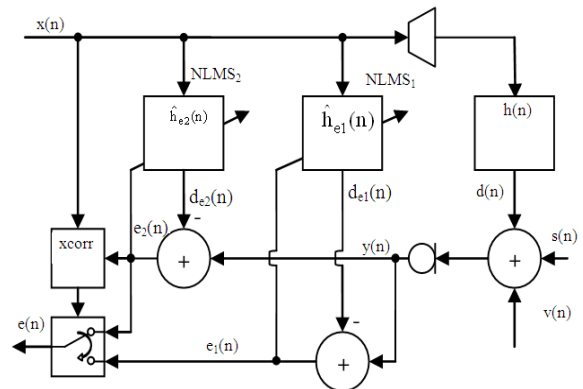 x(n)
NLMS₂
NLMS₁
ĥₑ₂(n)
ĥₑ₁(n)
h(n)
dₑ₂(n)
dₑ₁(n)
d(n)
-
e₂(n)
xcorr
+
y(n)
+
s(n)
v(n)
e(n)
e₁(n)
-
+